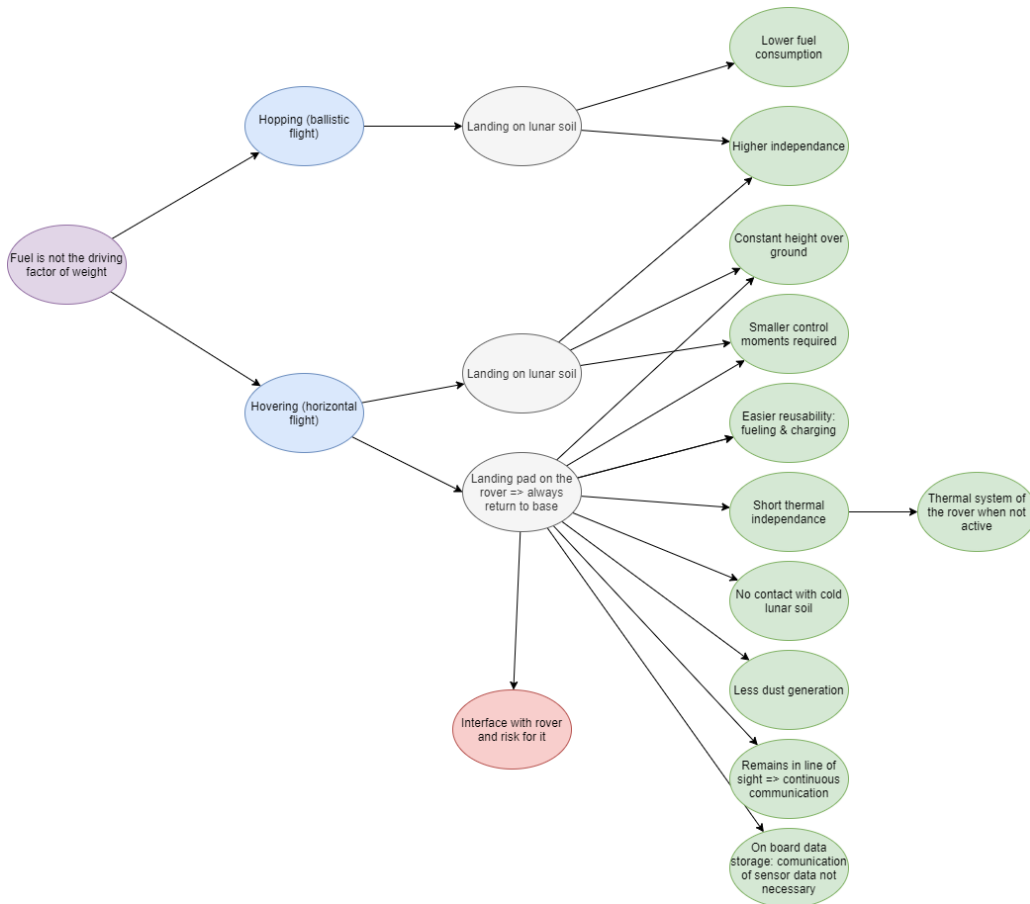 Lower fuel
consumption
Hopping (ballistic
flight)
Landing on lunar soil
Higher independance
Fuel is not the driving
factor of weight
Constant height over
ground
Smaller control
moments required
Landing on lunar soil
Hovering (horizontal
flight)
Easier reusability:
fueling & charging
Landing pad on the
rover => always
return to base
Short thermal
independance
Thermal system of
the rover when not
active
No contact with cold
lunar soil
Less dust generation
Interface with rover
and risk for it
Remains in line of
sight => continuous
communication
On board data
storage: comunication
of sensor data not
necessary